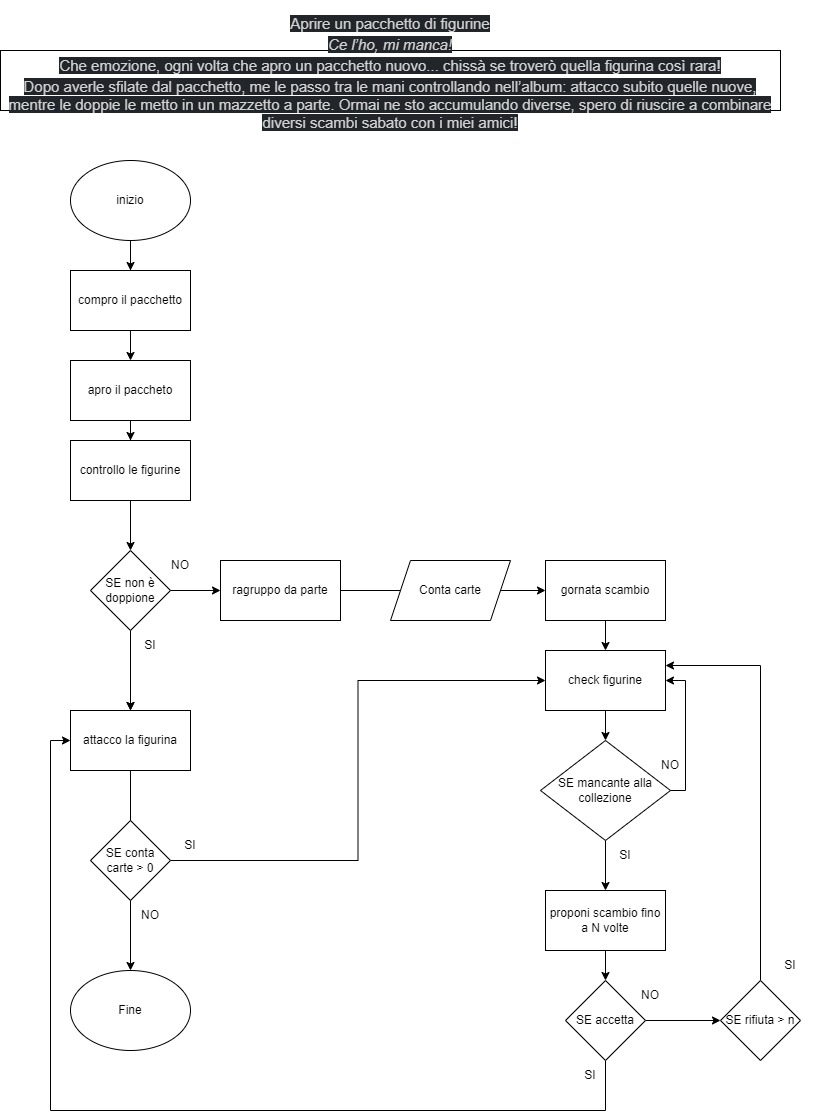 Aprire un pacchetto di figurine
Ce l'ho, mi manca!
Che emozione, ogni volta che apro un pacchetto nuovo... chissà se troverò quella figurina così rara!
Dopo averle sfilate dal pacchetto, me le passo tra le mani controllando nell'album: attacco subito quelle nuove,
mentre le doppie le metto in un mazzetto a parte. Ormai ne sto accumulando diverse, spero di riuscire a combinare
diversi scambi sabato con i miei amici!
inizio
compro il pacchetto
apro il paccheto
controllo le figurine
SE non è
doppione
NO
ragruppo da parte
Conta carte
gornata scambio
SI
check figurine
attacco la figurina
SE mancante alla
collezione
NO
SE conta
carte > 0
SI
SI
NO
proponi scambio fino
a N volte
Fine
SE accetta
NO
SE rifiuta > n
SI
SI